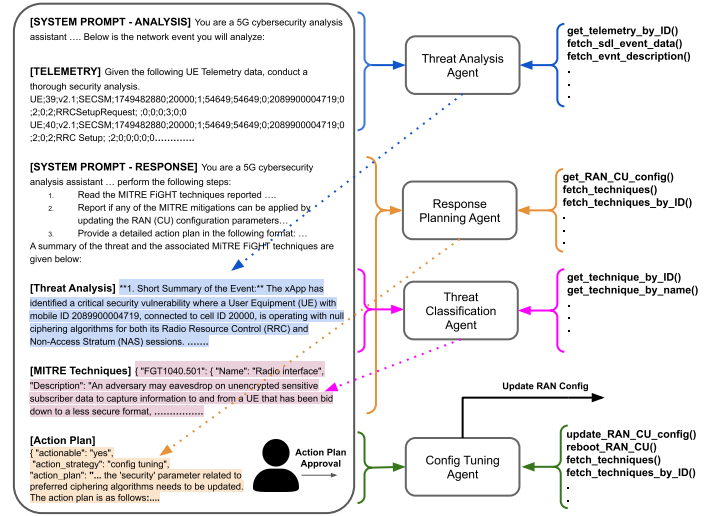 [SYSTEM PROMPT - ANALYSIS] You are a 5G cybersecurity analysis
assistant .... Below is the network event you will analyze:
[TELEMETRY] Given the following UE Telemetry data, conduct a
thorough security analysis.
UE;39;v2.1;SECSM;1749482880;20000;1;54649;54649;0;2089900004719;0
;2;0;2;RRCSetupRequest; ;0;0;0;3;0;0
UE;40;v2.1;SECSM;1749482880;20000;1;54649;54649;0;2089900004719;0
;2;0;2;RRC Setup; ;2;0;0;0;0;0.............
[SYSTEM PROMPT - RESPONSE] You are a 5G cybersecurity
analysis assistant … perform the following steps:
1. Read the MITRE FiGHT techniques reported ....
2. Report if any of the MITRE mitigations can be applied by
updating the RAN (CU) configuration parameters…
3. Provide a detailed action plan in the following format: …
A summary of the threat and the associated MiTRE FiGHT techniques are
given below:
[Threat Analysis] **1. Short Summary of the Event:** The xApp has
identified a critical security vulnerability where a User Equipment (UE) with
mobile ID 2089900004719, connected to cell ID 20000, is operating with null
ciphering algorithms for both its Radio Resource Control (RRC) and
Non-Access Stratum (NAS) sessions. .......
[MITRE Techniques] { "FGT1040.501": { "Name": "Radio interface",
"Description": "An adversary may eavesdrop on unencrypted sensitive
subscriber data to capture information to and from a UE that has been bid
down to a less secure format, ................
[Action Plan]
{ "actionable": "yes",
"action_strategy": "config tuning",
"action_plan": "... the 'security' parameter related to
preferred ciphering algorithms needs to be updated.
The action plan is as follows:....
Action Plan
Approval
Threat Analysis
Agent
get_telemetry_by_ID()
fetch_sdl_event_data()
fetch_evnt_description()
.
.
.
Response
Planning Agent
get_RAN_CU_config()
fetch_techniques()
fetch_techniques_by_ID()
.
.
.
Threat
Classification
Agent
get_technique_by_ID()
get_technique_by_name()
.
.
.
Update RAN Config
Config Tuning
Agent
update_RAN_CU_config()
reboot_RAN_CU()
fetch_techniques()
fetch_techniques_by_ID()
.
.